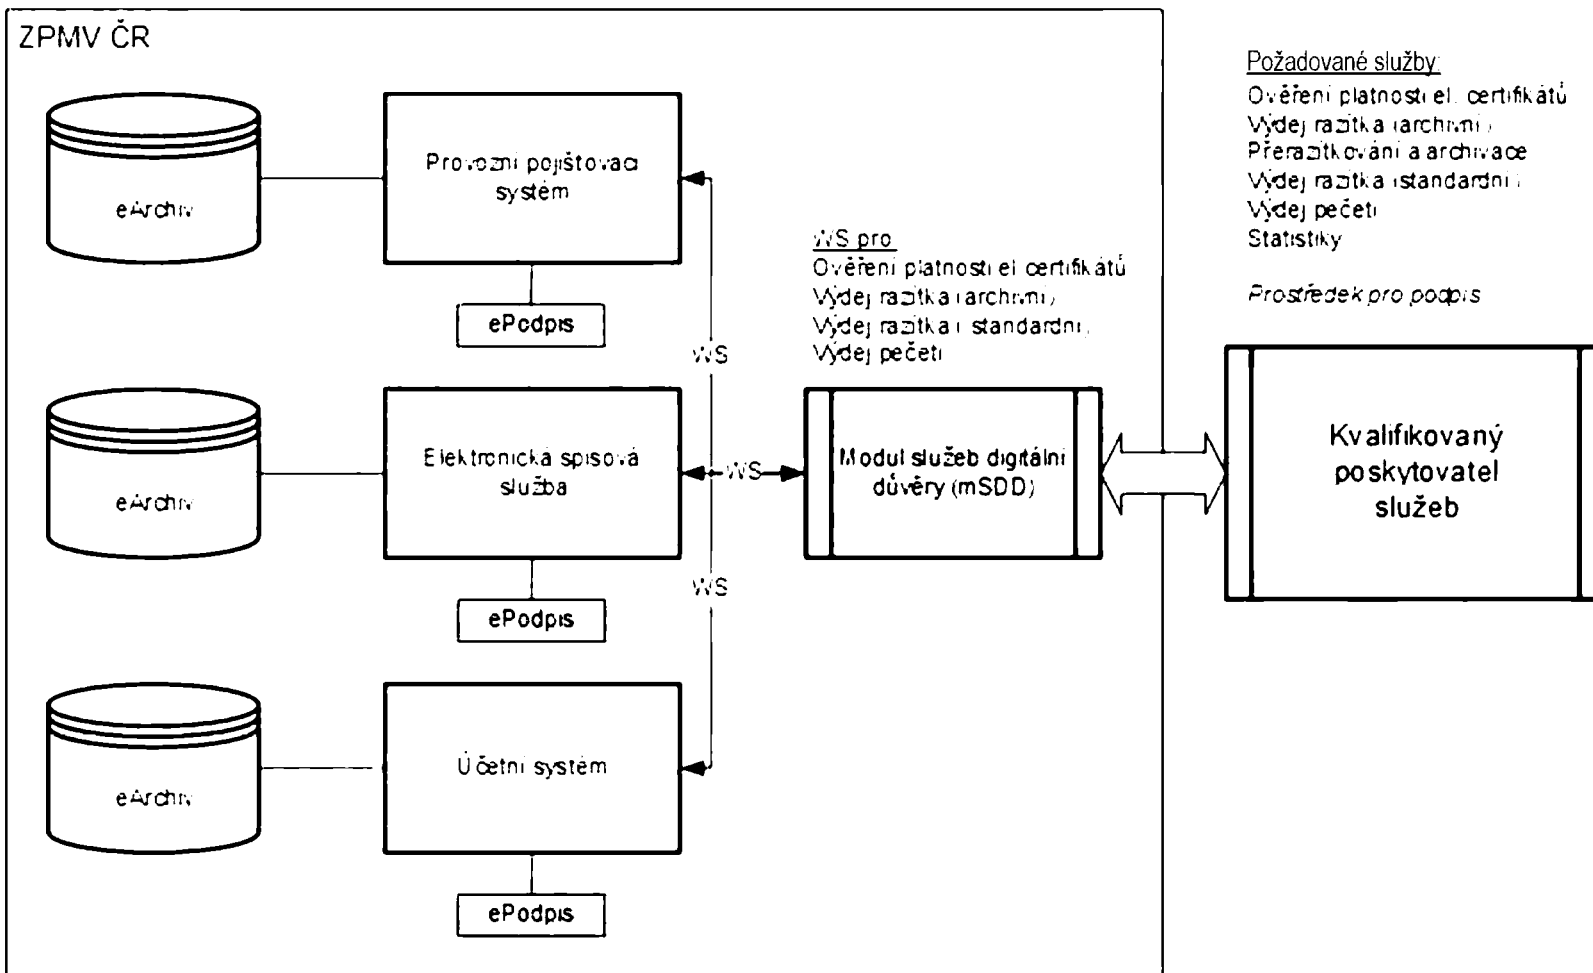 ZPMV ČR
eArchiv
Provozní pojišťovací
systém
ePodpis
eArchiv
Elektronická spisová
služba
ePodpis
eArchiv
Účetní systém
ePodpis
WS
WS
WS
WS pro
Ověření platnosti el certifikátů
Výdej razítka (archivní)
Výdej razítka ( standardní)
Výdej pečeti
Modul služeb digitální
důvěry (mSDD)
Požadované služby:
Ověření platnosti el. certifikátů
Výdej razítka (archivní)
Přerazítkování a archivace
Výdej razítka (standardní)
Výdej pečeti
Statistiky
Prostředek pro podpis
Kvalifikovaný
poskytovatel
služeb